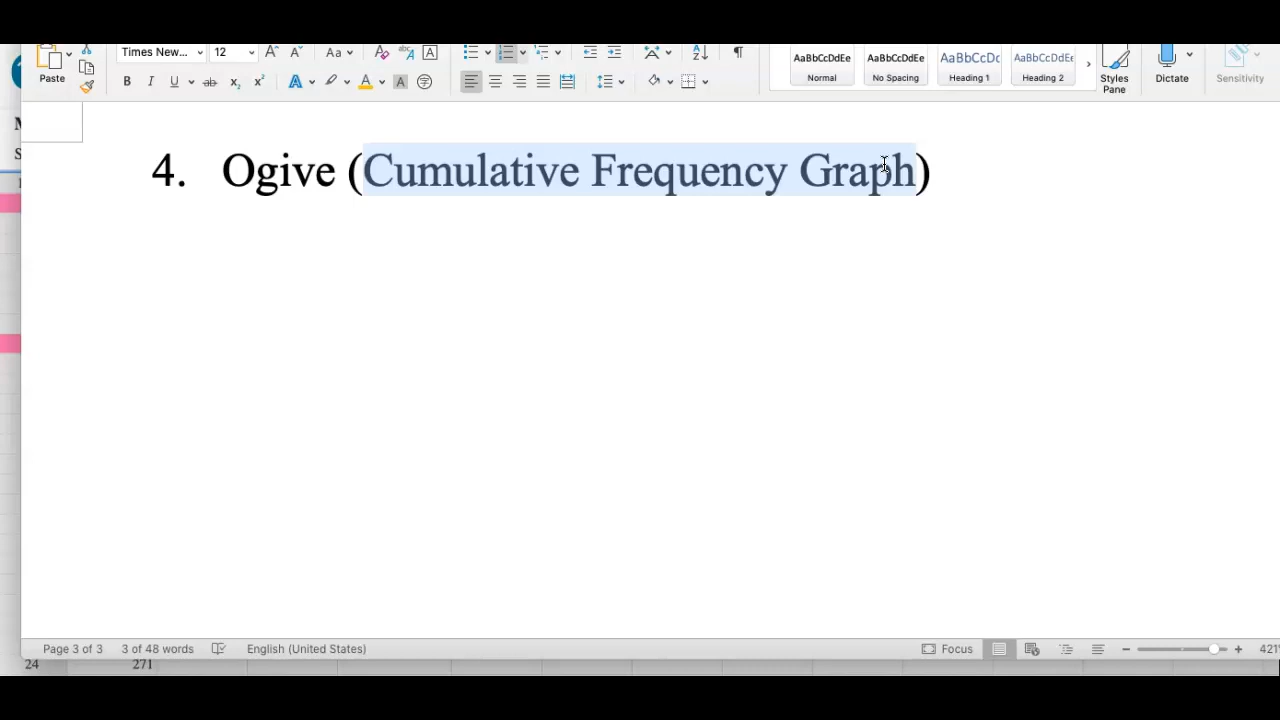 Paste
Times New...
12
Aa
AaBbCcDdEe
AaBbCcDdEe
AaBbCcDc
AaBbCcDdEe
Normal
No Spacing
Heading 1
Heading 2
Styles
Pane
Dictate
Sensitivity
4. Ogive (Cumulative Frequency Graph)
Page 3 of 3
3 of 48 words
English (United States)
Focus
421%
24
271